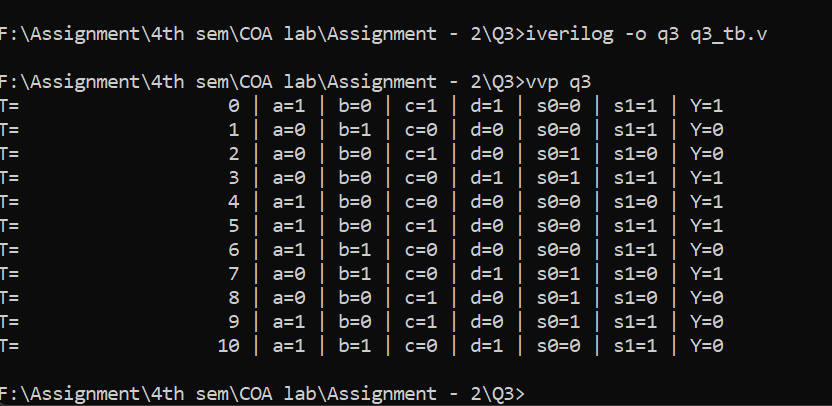 F:\Assignment\4th sem\COA lab\Assignment - 2\Q3>iverilog -o q3 q3_tb.v
F:\Assignment\4th sem\COA lab\Assignment - 2\Q3>vvp q3
T=                   0 | a=1 | b=0 | c=1 | d=1 | s0=0 | s1=1 | Y=1
T=                   1 | a=0 | b=1 | c=0 | d=0 | s0=0 | s1=1 | Y=0
T=                   2 | a=0 | b=0 | c=1 | d=0 | s0=1 | s1=0 | Y=0
T=                   3 | a=0 | b=0 | c=0 | d=1 | s0=1 | s1=1 | Y=1
T=                   4 | a=1 | b=0 | c=0 | d=0 | s0=0 | s1=0 | Y=1
T=                   5 | a=1 | b=0 | c=1 | d=0 | s0=0 | s1=1 | Y=1
T=                   6 | a=1 | b=1 | c=0 | d=0 | s0=0 | s1=1 | Y=0
T=                   7 | a=0 | b=1 | c=0 | d=1 | s0=1 | s1=0 | Y=1
T=                   8 | a=0 | b=0 | c=1 | d=0 | s0=1 | s1=0 | Y=0
T=                   9 | a=1 | b=0 | c=1 | d=0 | s0=1 | s1=1 | Y=0
T=                  10 | a=1 | b=1 | c=0 | d=1 | s0=0 | s1=1 | Y=0
F:\Assignment\4th sem\COA lab\Assignment - 2\Q3>